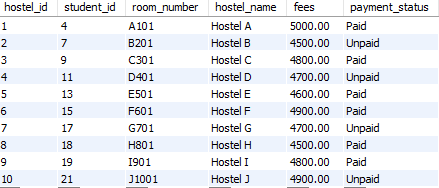 hostel_id student_id room_number hostel_name fees payment_status
1 4 A101 Hostel A 5000.00 Paid
2 7 B201 Hostel B 4500.00 Unpaid
3 9 C301 Hostel C 4800.00 Paid
4 11 D401 Hostel D 4700.00 Unpaid
5 13 E501 Hostel E 4600.00 Paid
6 15 F601 Hostel F 4900.00 Paid
7 17 G701 Hostel G 4700.00 Unpaid
8 18 H801 Hostel H 4500.00 Paid
9 19 I901 Hostel I 4800.00 Paid
10 21 J1001 Hostel J 4900.00 Unpaid